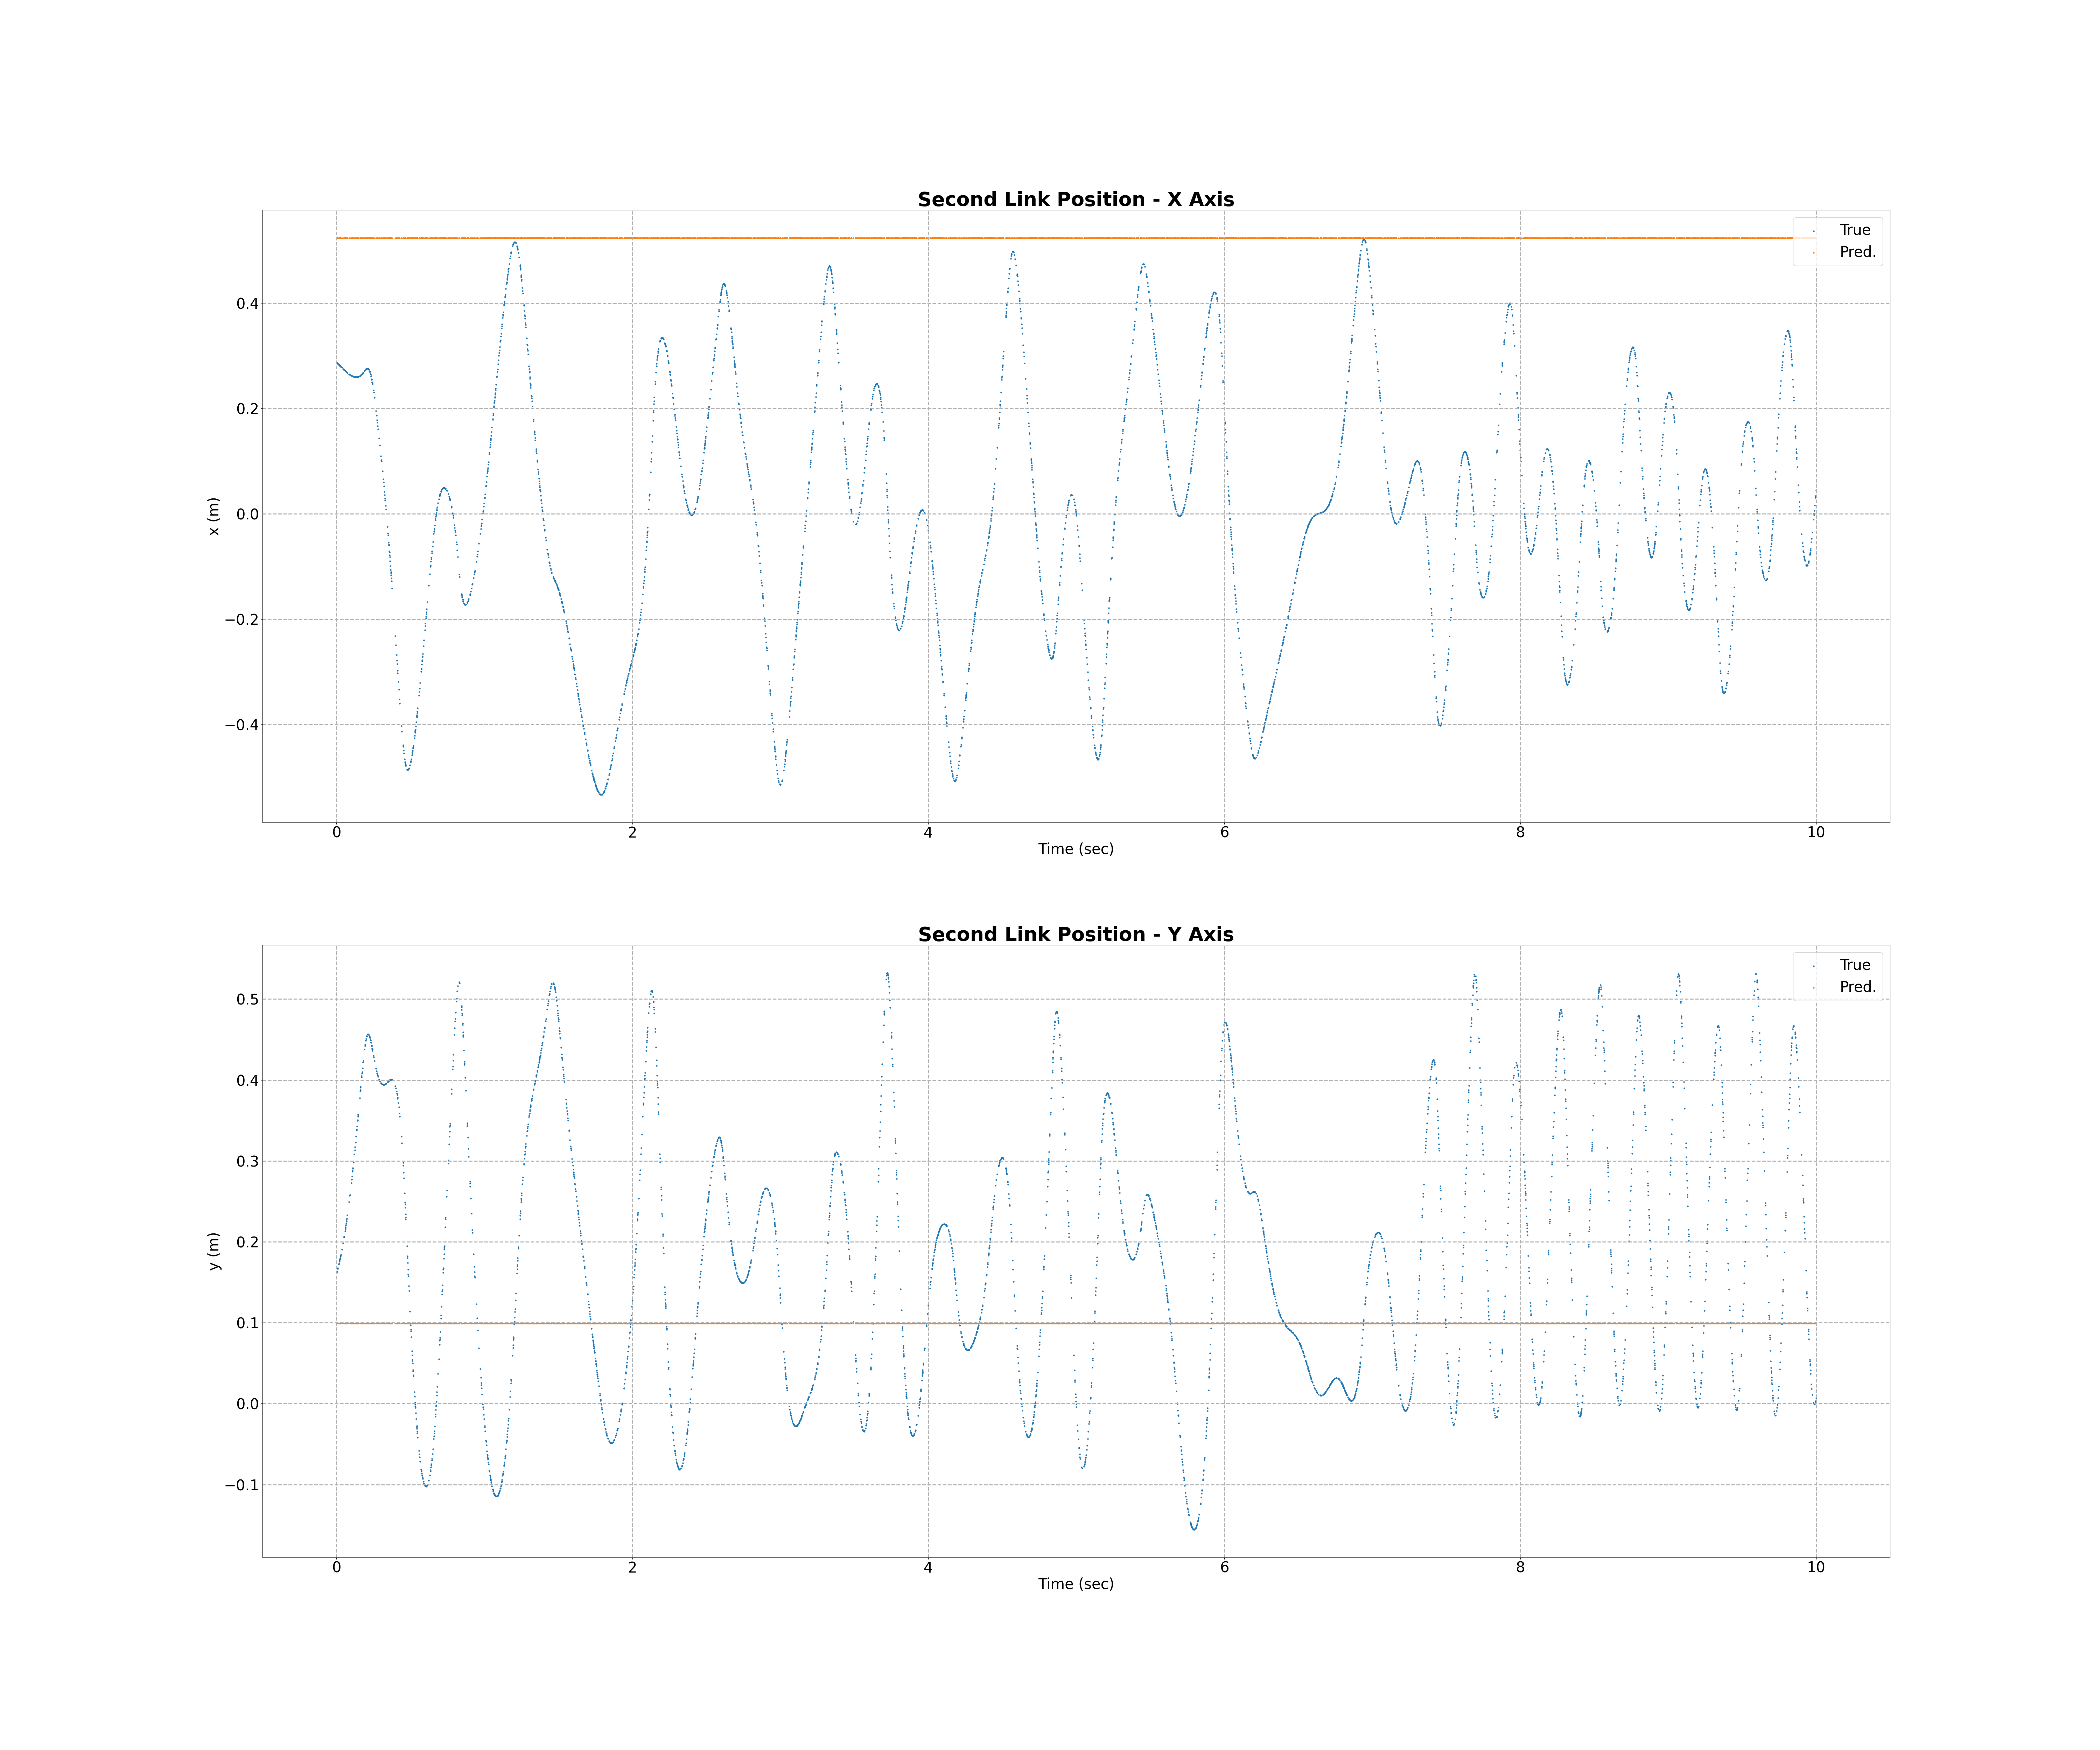 Second Link Position - X Axis
True
Pred.
0.4
0.2
0.0
−0.2
−0.4
x (m)
0 2 4 6 8 10
Time (sec)
Second Link Position - Y Axis
True
Pred.
0.5
0.4
0.3
0.2
0.1
0.0
−0.1
y (m)
0 2 4 6 8 10
Time (sec)